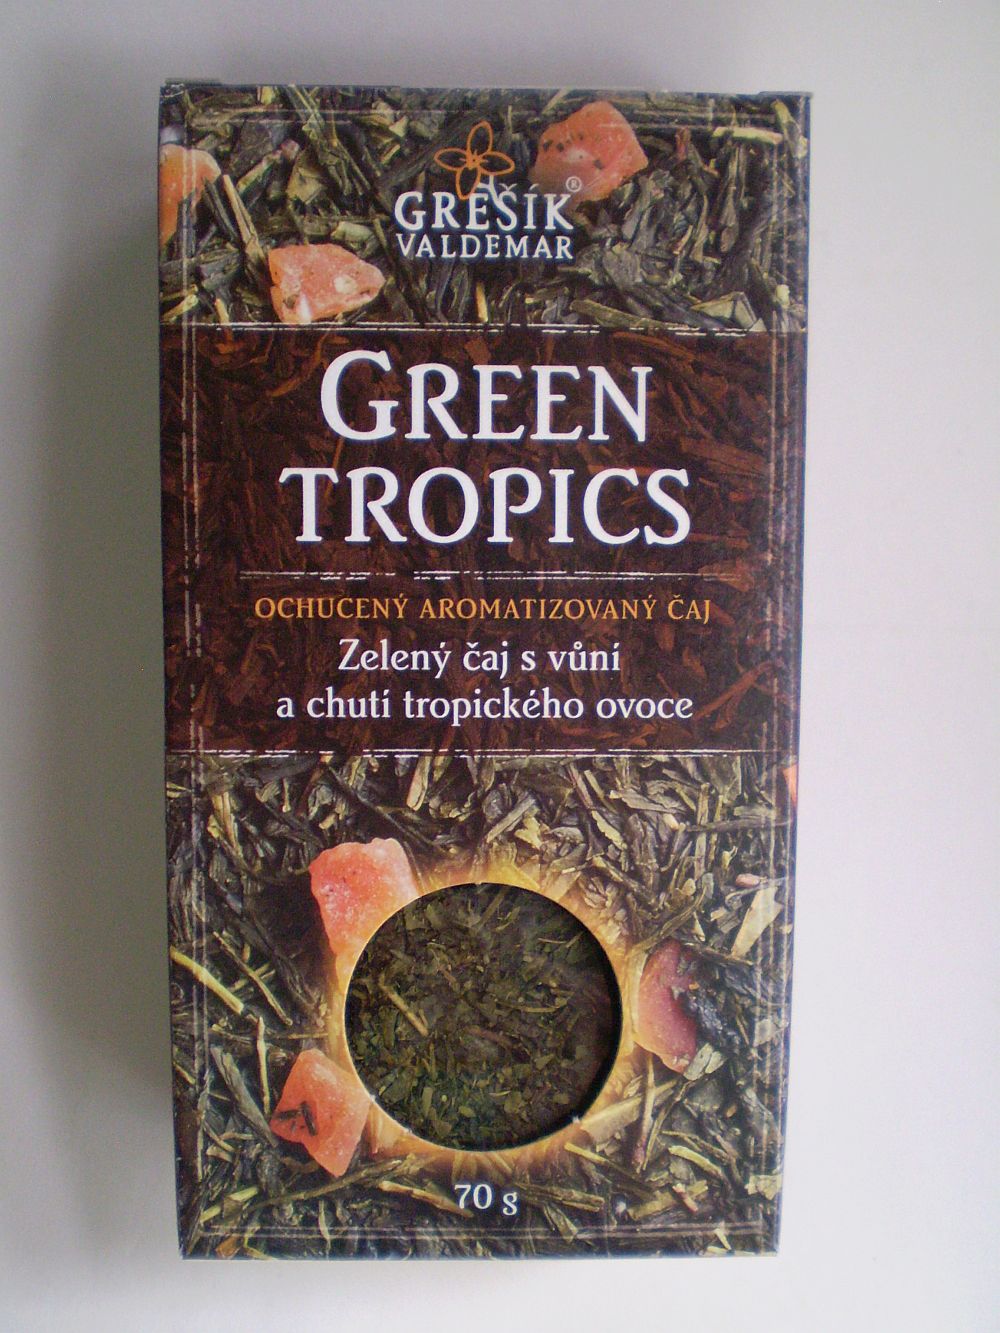 GREŠÍK®
VALDEMAR
GREEN
TROPICS
OCHUCENÝ AROMATIZOVANÝ ČAJ
Zelený čaj s vůní
a chutí tropického ovoce
70 g